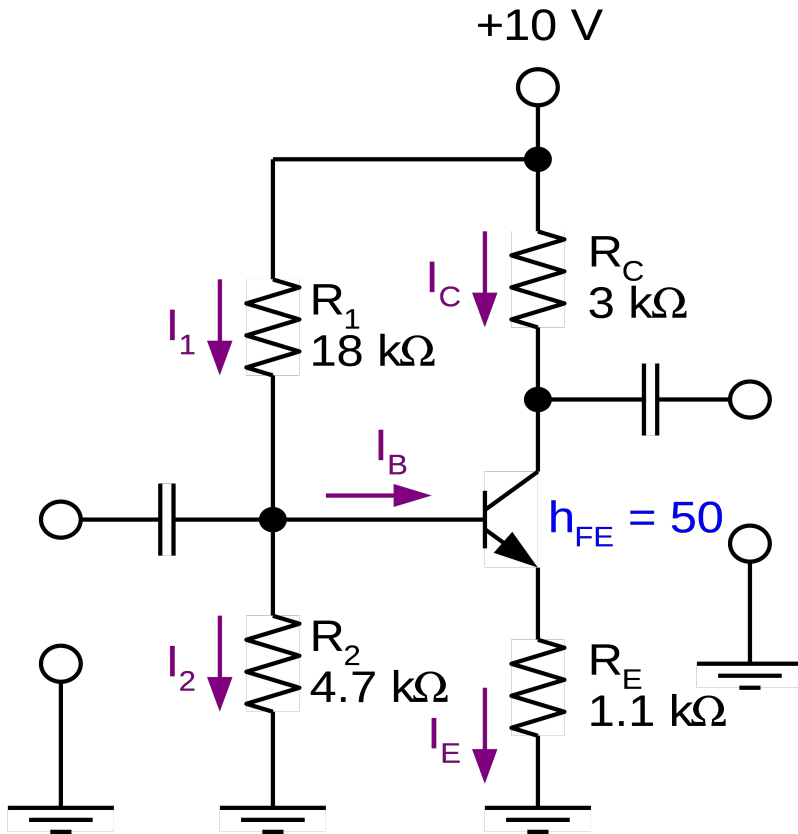 +10 V
I1
R1
18 kΩ
IC
RC
3 kΩ
IB
hFE = 50
I2
R2
4.7 kΩ
IE
RE
1.1 kΩ